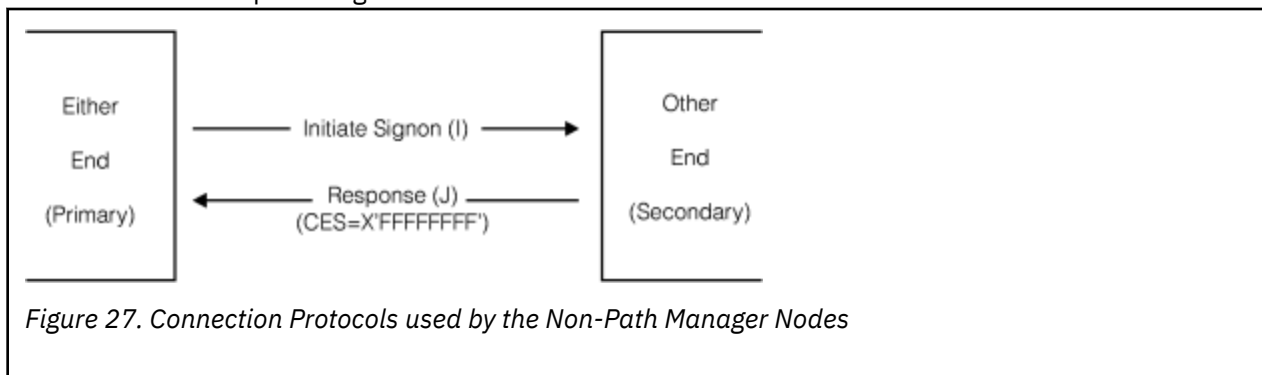 Either
End
(Primary)
Initiate Signon (I)
Response (J)
(CES=X'FFFFFFFF')
Other
End
(Secondary)
Figure 27. Connection Protocols used by the Non-Path Manager Nodes